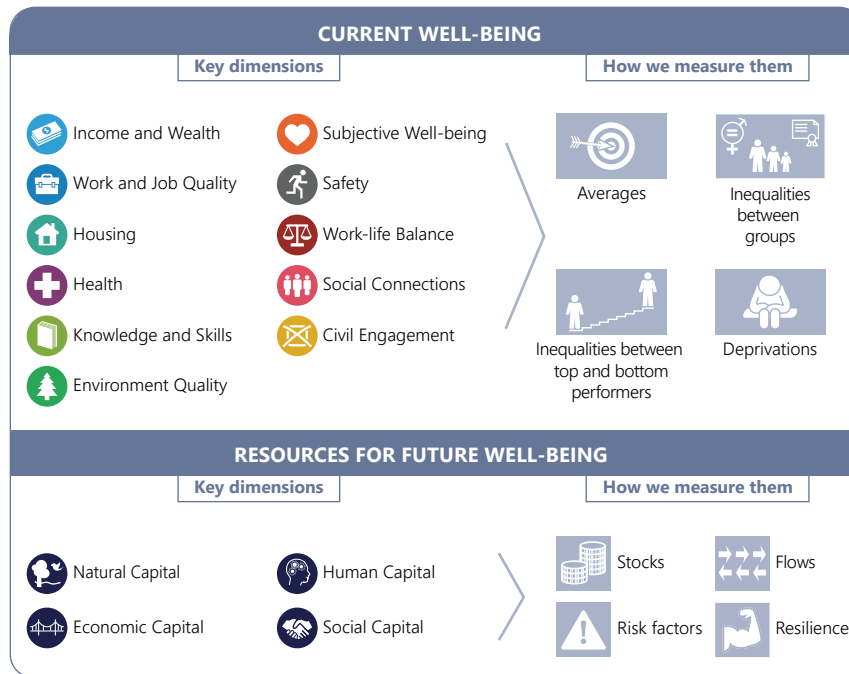 CURRENT WELL-BEING
Key dimensions
How we measure them
Income and Wealth
Work and Job Quality
Housing
Health
Knowledge and Skills
Environment Quality
Subjective Well-being
Safety
Work-life Balance
Social Connections
Civil Engagement
Averages
Inequalities
between
groups
Inequalities between
top and bottom
performers
Deprivations
RESOURCES FOR FUTURE WELL-BEING
Key dimensions
How we measure them
Natural Capital
Economic Capital
Human Capital
Social Capital
Stocks
Flows
Risk factors
Resilience